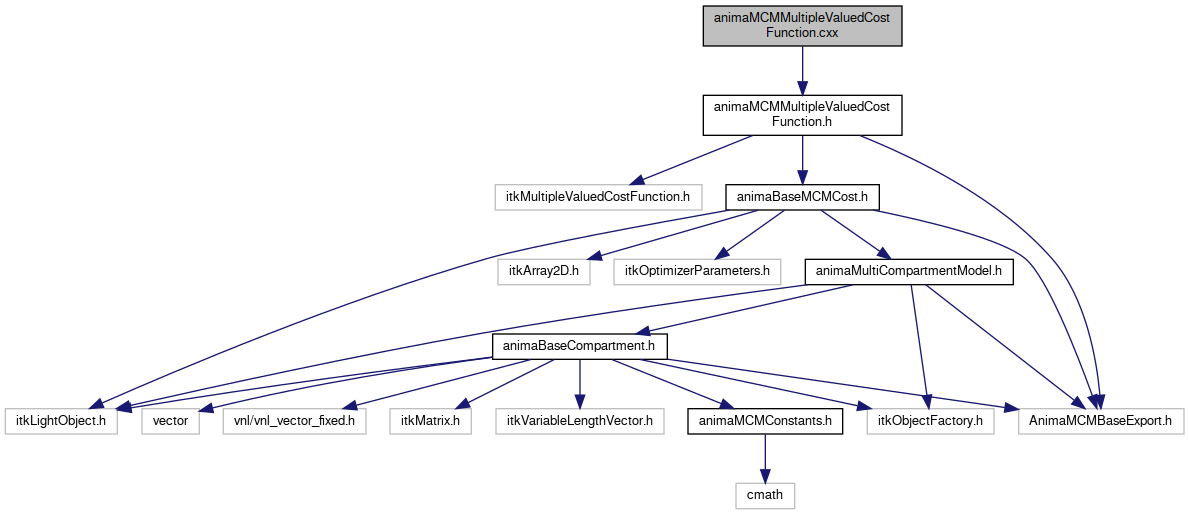 animaMCMMultipleValuedCost
Function.cxx
animaMCMMultipleValuedCost
Function.h
itkMultipleValuedCostFunction.h
animaBaseMCMCost.h
itkArray2D.h
itkOptimizerParameters.h
animaMultiCompartmentModel.h
animaBaseCompartment.h
itkLightObject.h
vector
vnl/vnl_vector_fixed.h
itkMatrix.h
itkVariableLengthVector.h
animaMCMConstants.h
itkObjectFactory.h
AnimaMCMBaseExport.h
cmath